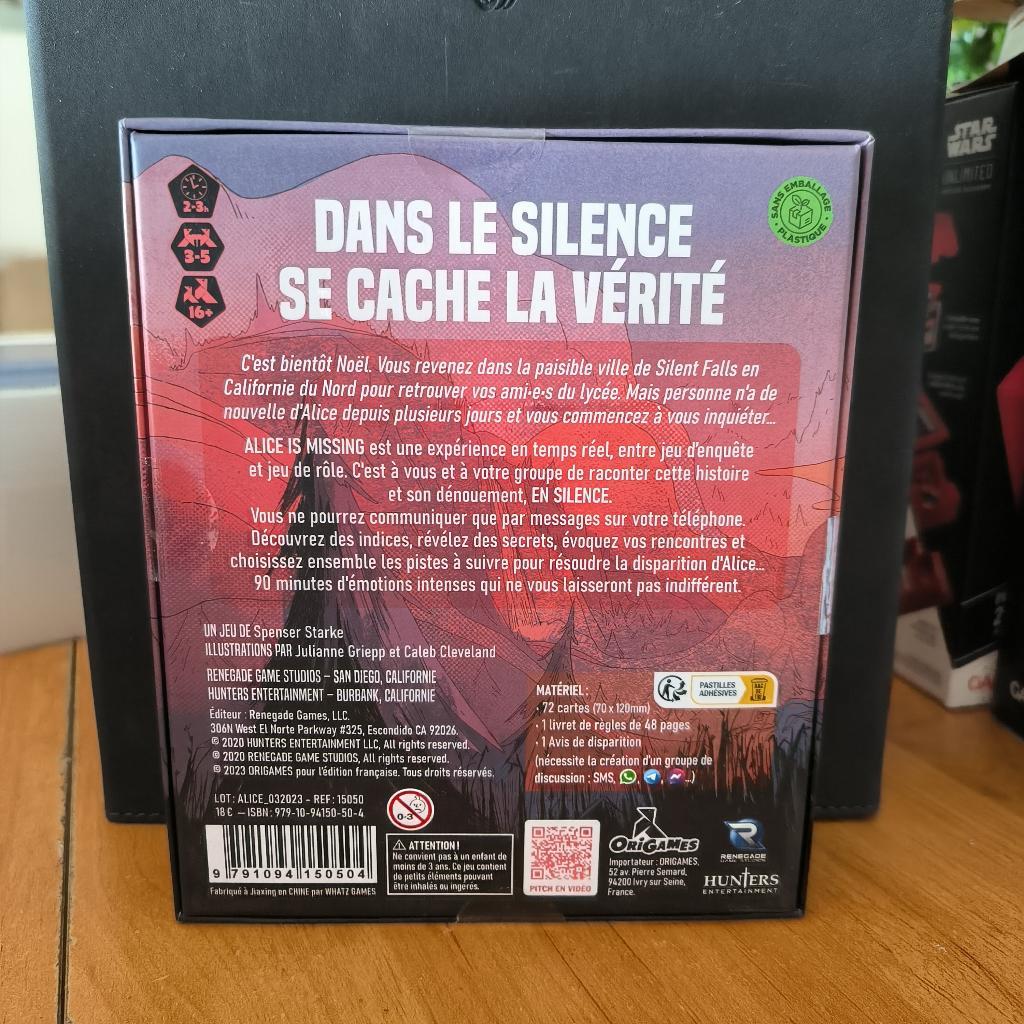 2-3h
3-5
16+
SANS EMBALLAGE
PLASTIQUE
DANS LE SILENCE
SE CACHE LA VÉRITÉ
C'est bientôt Noël. Vous revenez dans la paisible ville de Silent Falls en
Californie du Nord pour retrouver vos ami·e·s du lycée. Mais personne n'a de
nouvelle d'Alice depuis plusieurs jours et vous commencez à vous inquiéter...
ALICE IS MISSING est une expérience en temps réel, entre jeu d'enquête
et jeu de rôle. C'est à vous et à votre groupe de raconter cette histoire
et son dénouement, EN SILENCE.
Vous ne pourrez communiquer que par messages sur votre téléphone.
Découvrez des indices, révélez des secrets, évoquez vos rencontres et
choisissez ensemble les pistes à suivre pour résoudre la disparition d'Alice...
90 minutes d'émotions intenses qui ne vous laisseront pas indifférent.
UN JEU DE Spenser Starke
ILLUSTRATIONS PAR Julianne Griepp et Caleb Cleveland
RENEGADE GAME STUDIOS – SAN DIEGO, CALIFORNIE
HUNTERS ENTERTAINMENT – BURBANK, CALIFORNIE
Éditeur : Renegade Games, LLC.
306N West El Norte Parkway #325, Escondido CA 92026.
© 2020 HUNTERS ENTERTAINMENT LLC, All rights reserved.
© 2020 RENEGADE GAME STUDIOS, All rights reserved.
© 2023 ORIGAMES pour l'édition française. Tous droits réservés.
LOT : ALICE_032023 - REF : 15050
18 € – ISBN : 979-10-94150-50-4
9 791094 150504
Fabriqué à Jiaxing en CHINE par WHATZ GAMES
0-3
ATTENTION !
Ne convient pas à un enfant de
moins de 3 ans. Ce jeu contient
de petits éléments pouvant
être inhalés ou ingérés.
PASTILLES
ADHÉSIVES
BAC
DE
TRI
MATÉRIEL :
· 72 cartes (70 x 120mm)
· 1 livret de règles de 48 pages
· 1 Avis de disparition
(nécessite la création d'un groupe de
discussion : SMS, , , ...)
PITCH EN VIDÉO
ORIGAMES
Importateur : ORIGAMES,
52 av. Pierre Semard,
94200 Ivry sur Seine,
France.
RENEGADE
GAME STUDIOS
HUNTERS
ENTERTAINMENT
STAR
WARS
UNLIMITED